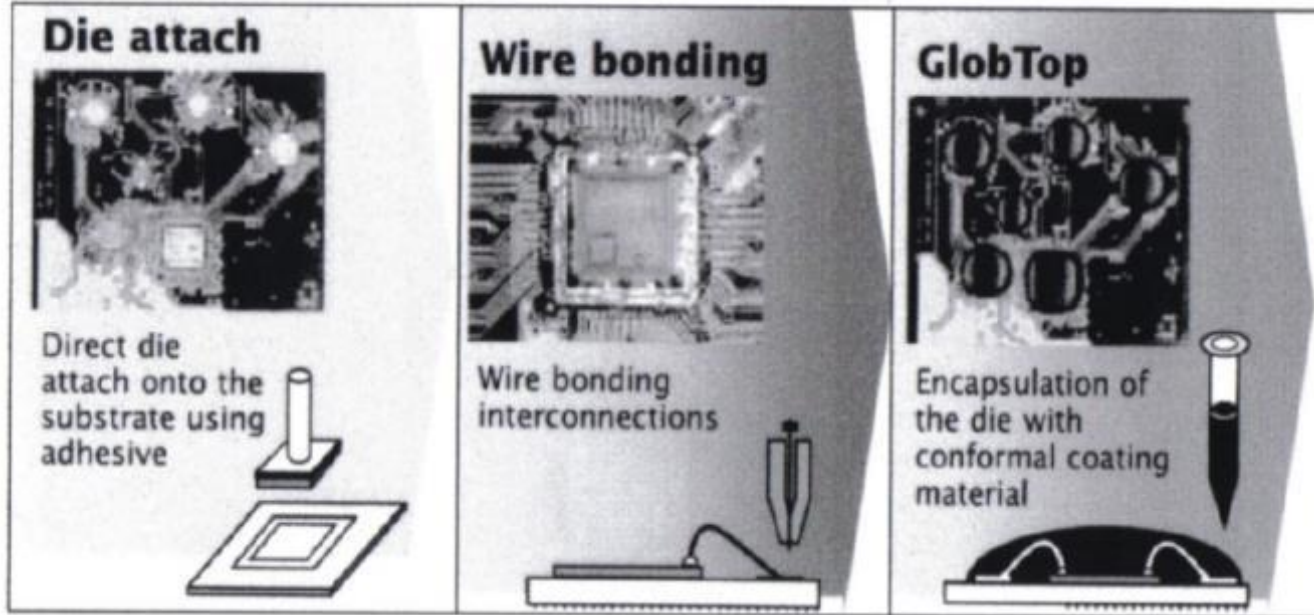 Die attach
Direct die
attach onto the
substrate using
adhesive
Wire bonding
Wire bonding
interconnections
GlobTop
Encapsulation of
the die with
conformal coating
material